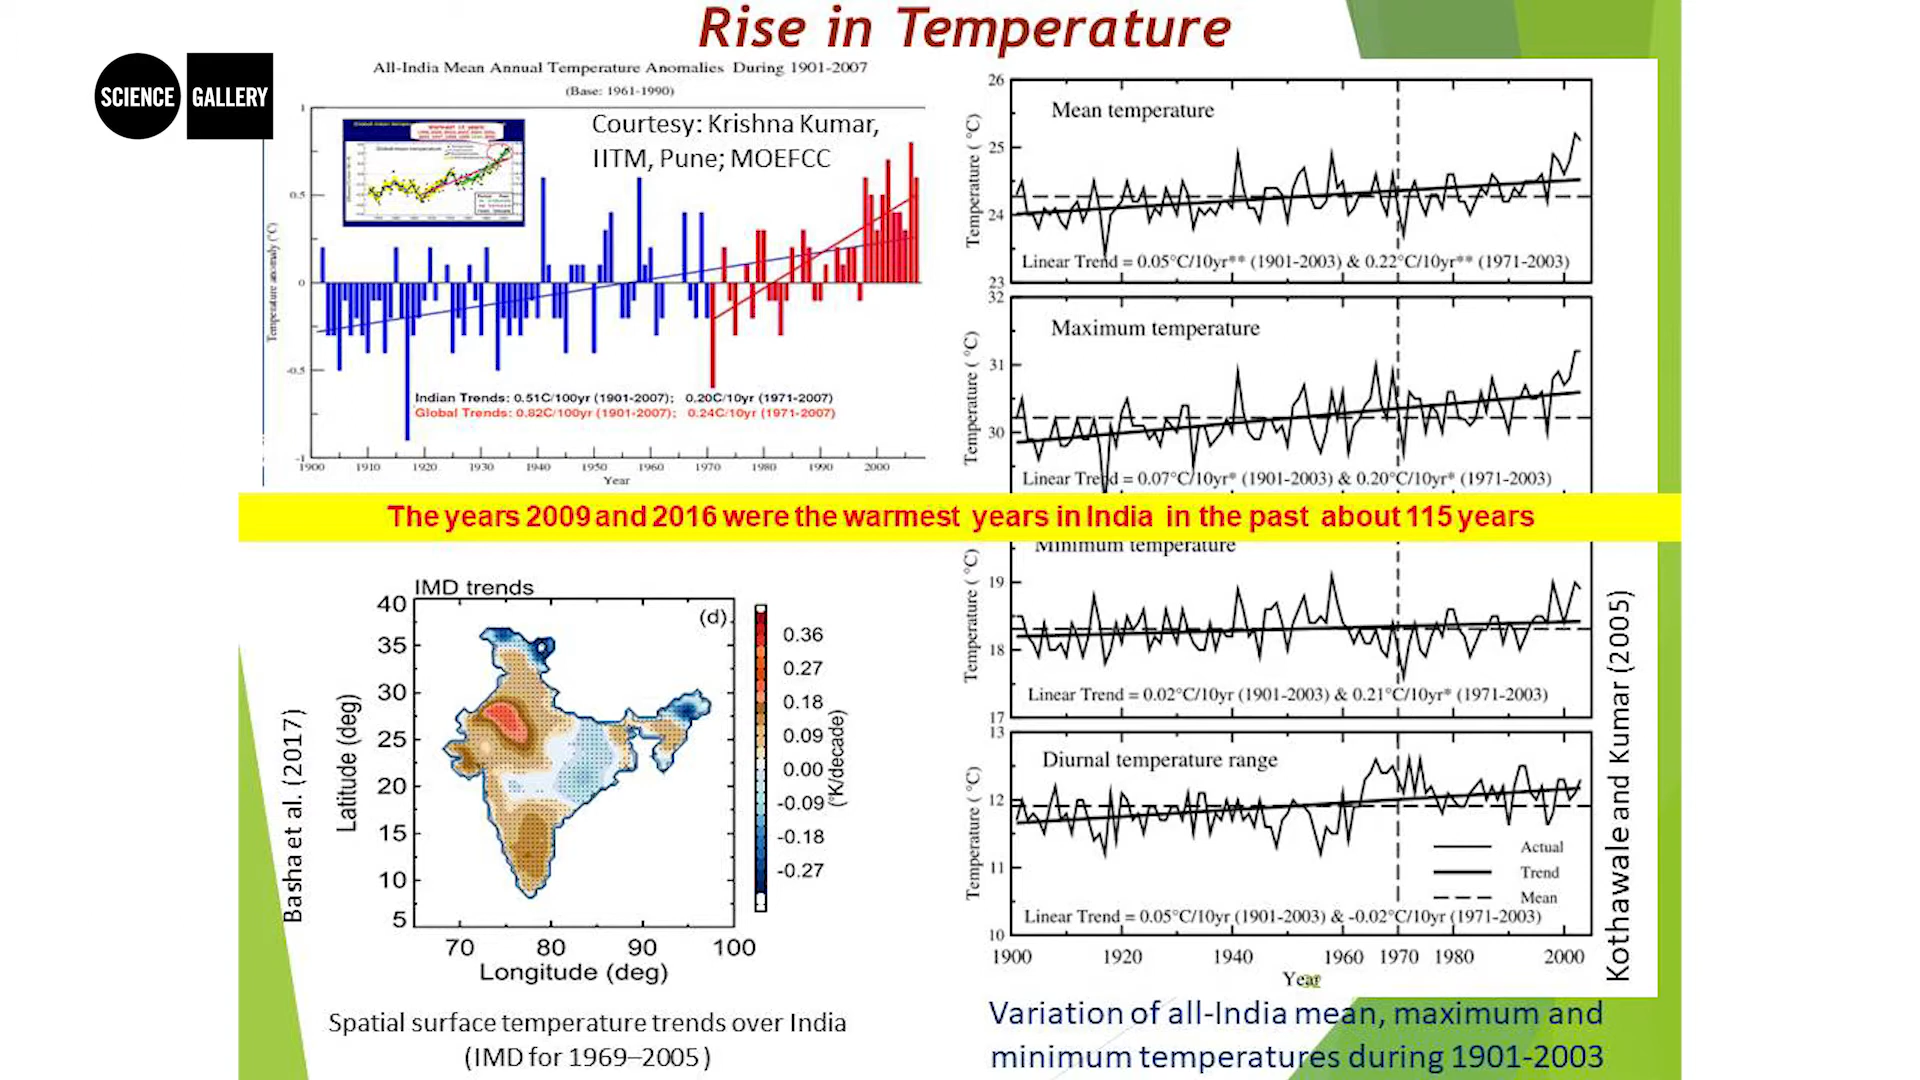 Rise in Temperature
SCIENCE GALLERY
All-India Mean Annual Temperature Anomalies During 1901-2007
(Base: 1961-1990)
Courtesy: Krishna Kumar,
IITM, Pune; MOEFCC
Temperature anomaly (°C)
1
0.5
0
-0.5
-1
Indian Trends: 0.51C/100yr (1901-2007); 0.20C/10yr (1971-2007)
Global Trends: 0.82C/100yr (1901-2007); 0.24C/10yr (1971-2007)
1900 1910 1920 1930 1940 1950 1960 1970 1980 1990 2000
Year
26
25
24
23
Temperature ( °C)
Mean temperature
Linear Trend = 0.05°C/10yr** (1901-2003) & 0.22°C/10yr** (1971-2003)
32
31
30
Temperature ( °C)
Maximum temperature
Linear Trend = 0.07°C/10yr* (1901-2003) & 0.20°C/10yr* (1971-2003)
The years 2009 and 2016 were the warmest years in India in the past about 115 years
Minimum temperature
19
18
17
Temperature ( °C)
Linear Trend = 0.02°C/10yr (1901-2003) & 0.21°C/10yr* (1971-2003)
13
12
11
10
Temperature ( °C)
Diurnal temperature range
Actual
Trend
Mean
Linear Trend = 0.05°C/10yr (1901-2003) & -0.02°C/10yr (1971-2003)
1900 1920 1940 1960 1970 1980 2000
Year
Kothawale and Kumar (2005)
Variation of all-India mean, maximum and
minimum temperatures during 1901-2003
IMD trends
(d)
40
35
30
25
20
15
10
5
Latitude (deg)
70 80 90 100
Longitude (deg)
0.36
0.27
0.18
0.09
0.00
-0.09
-0.18
-0.27
(°K/decade)
Basha et al. (2017)
Spatial surface temperature trends over India
(IMD for 1969–2005)